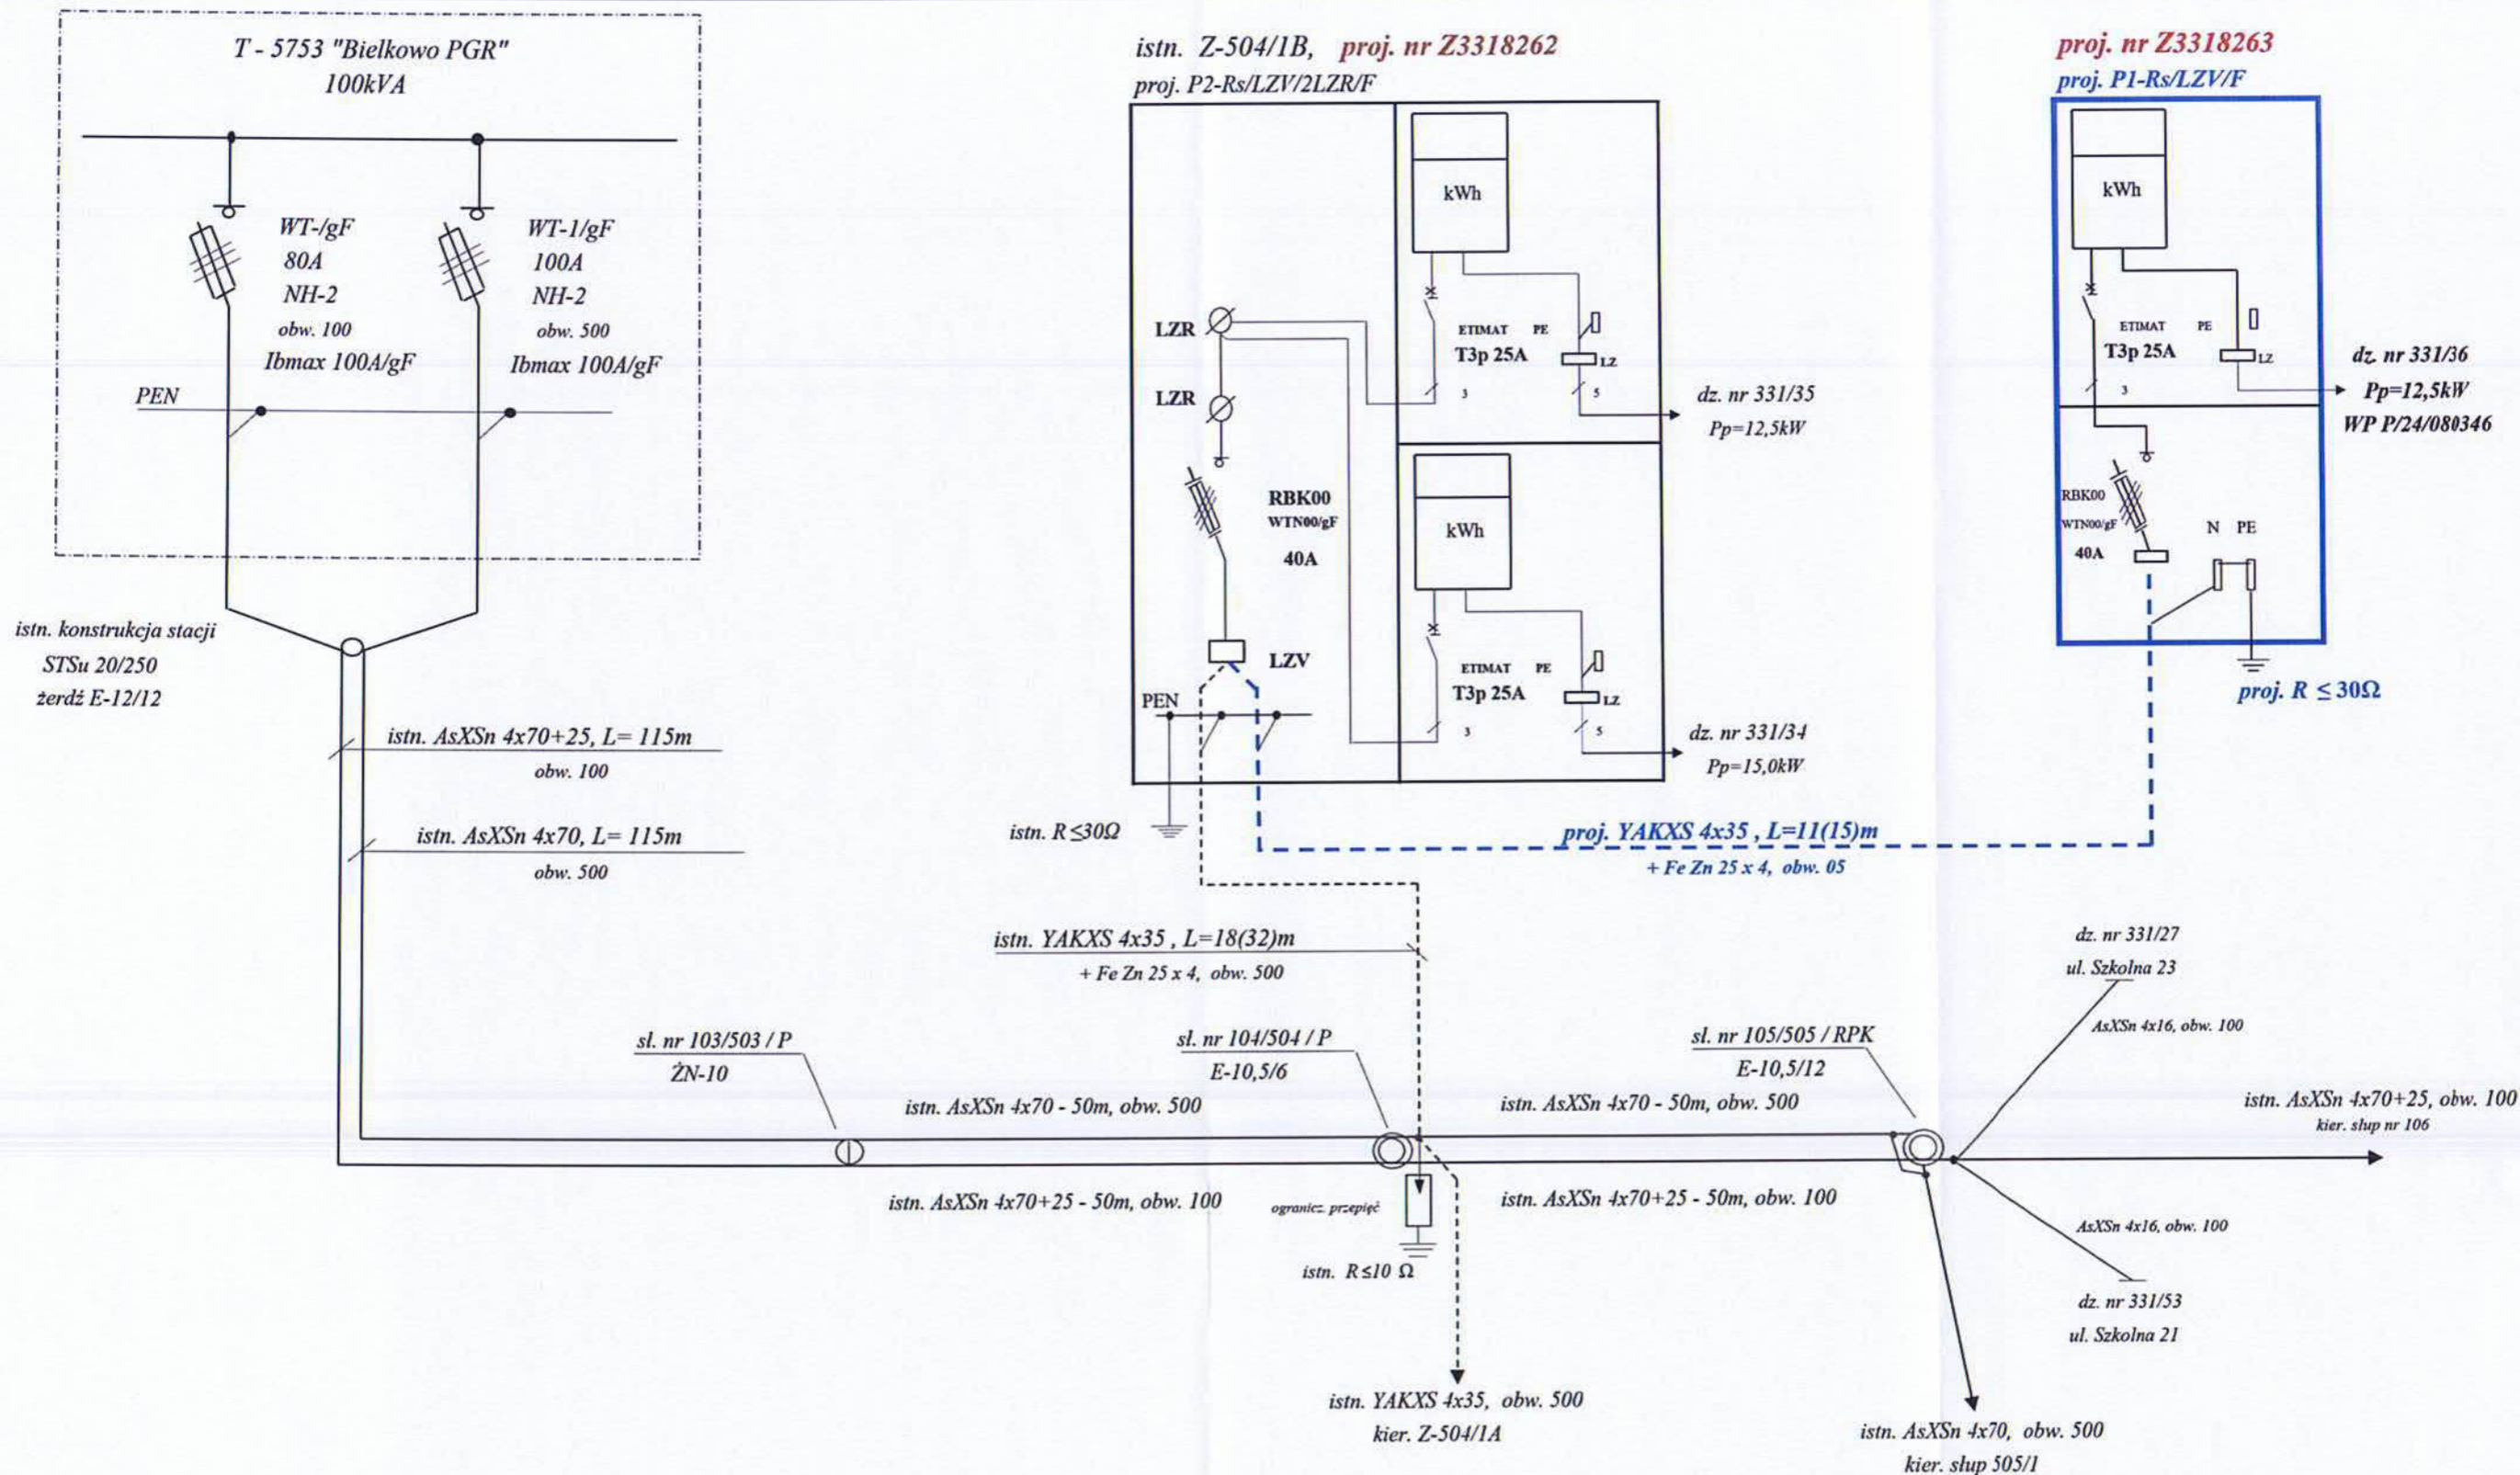 T - 5753 "Bielkowo PGR"
100kVA
WT-/gF
80A
NH-2
obw. 100
Ibmax 100A/gF
WT-1/gF
100A
NH-2
obw. 500
Ibmax 100A/gF
PEN
istn. konstrukcja stacji
STSu 20/250
żerdź E-12/12
istn. AsXSn 4x70+25, L= 115m
obw. 100
istn. AsXSn 4x70, L= 115m
obw. 500
istn. Z-504/1B, proj. nr Z3318262
proj. P2-Rs/LZV/2LZR/F
kWh
LZR
ETIMAT PE
T3p 25A
LZ
LZR
3
5
dz. nr 331/35
Pp=12,5kW
RBK00
WTN00/gF
40A
kWh
LZV
ETIMAT PE
T3p 25A
LZ
PEN
3
5
dz. nr 331/34
Pp=15,0kW
istn. R≤30Ω
proj. nr Z3318263
proj. P1-Rs/LZV/F
kWh
ETIMAT PE
T3p 25A
LZ
3
dz. nr 331/36
Pp=12,5kW
WP P/24/080346
RBK00
WTN00/gF
40A
N PE
proj. R ≤ 30Ω
proj. YAKXS 4x35 , L=11(15)m
+ Fe Zn 25 x 4, obw. 05
istn. YAKXS 4x35 , L=18(32)m
+ Fe Zn 25 x 4, obw. 500
sl. nr 103/503 / P
ŻN-10
sl. nr 104/504 / P
E-10,5/6
sl. nr 105/505 / RPK
E-10,5/12
dz. nr 331/27
ul. Szkolna 23
AsXSn 4x16, obw. 100
istn. AsXSn 4x70 - 50m, obw. 500
istn. AsXSn 4x70 - 50m, obw. 500
istn. AsXSn 4x70+25, obw. 100
kier. słup nr 106
istn. AsXSn 4x70+25 - 50m, obw. 100
ogranicz. przepięć
istn. AsXSn 4x70+25 - 50m, obw. 100
istn. R≤10 Ω
AsXSn 4x16, obw. 100
dz. nr 331/53
ul. Szkolna 21
istn. YAKXS 4x35, obw. 500
kier. Z-504/1A
istn. AsXSn 4x70, obw. 500
kier. słup 505/1